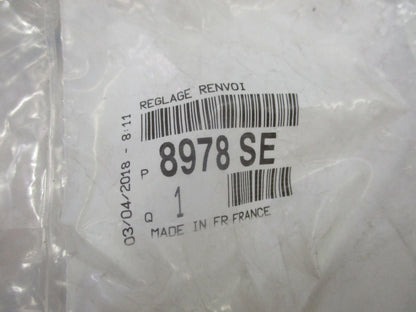 REGLAGE RENVOI
P 8978 SE
Q 1
MADE IN FR FRANCE
03/04/2018 - 8:11